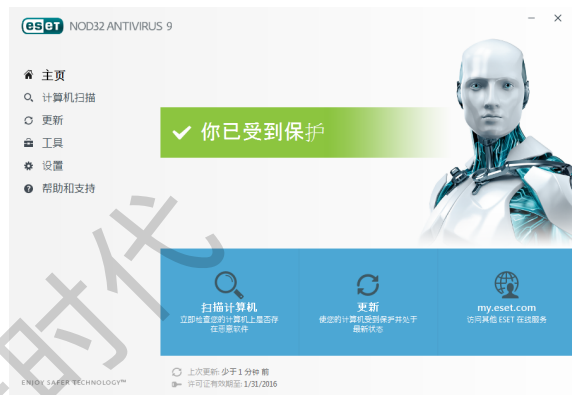 eset NOD32 ANTIVIRUS 9
主页
计算机扫描
更新
工具
设置
帮助和支持
你已受到保护
扫描计算机
立即检查您的计算机上是否存
在恶意软件
更新
使您的计算机受到保护并处于
最新状态
my.eset.com
访问其他 ESET 在线服务
上次更新: 少于 1 分钟 前
许可证有效期至: 1/31/2016
ENJOY SAFER TECHNOLOGY™
时代